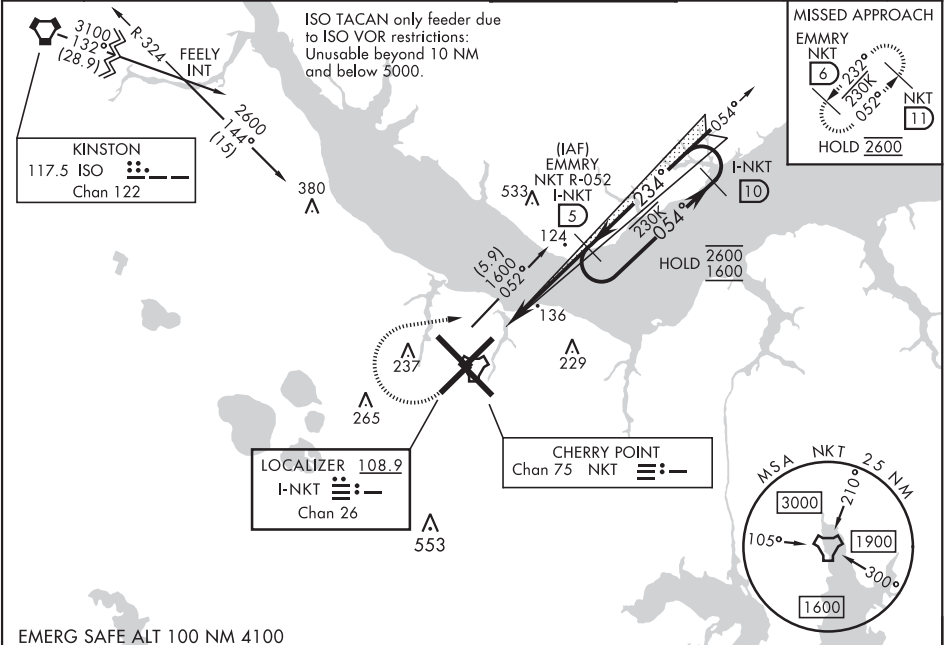 ISO TACAN only feeder due
to ISO VOR restrictions:
Unusable beyond 10 NM
and below 5000.
3100
132°
(28.9)
R-324
FEELY
INT
2600
144°
(15)
KINSTON
117.5 ISO
Chan 122
380
533
(IAF)
EMMRY
NKT R-052
I-NKT
5
124
(5.9)
1600
052°
136
234°
230K
054°
054°
I-NKT
10
HOLD 2600
1600
MISSED APPROACH
EMMRY
NKT
6
232°
230K
052°
NKT
11
HOLD 2600
237
229
265
LOCALIZER 108.9
I-NKT
Chan 26
CHERRY POINT
Chan 75 NKT
553
MSA NKT 25 NM
3000
210°
105°
1900
300°
1600
EMERG SAFE ALT 100 NM 4100